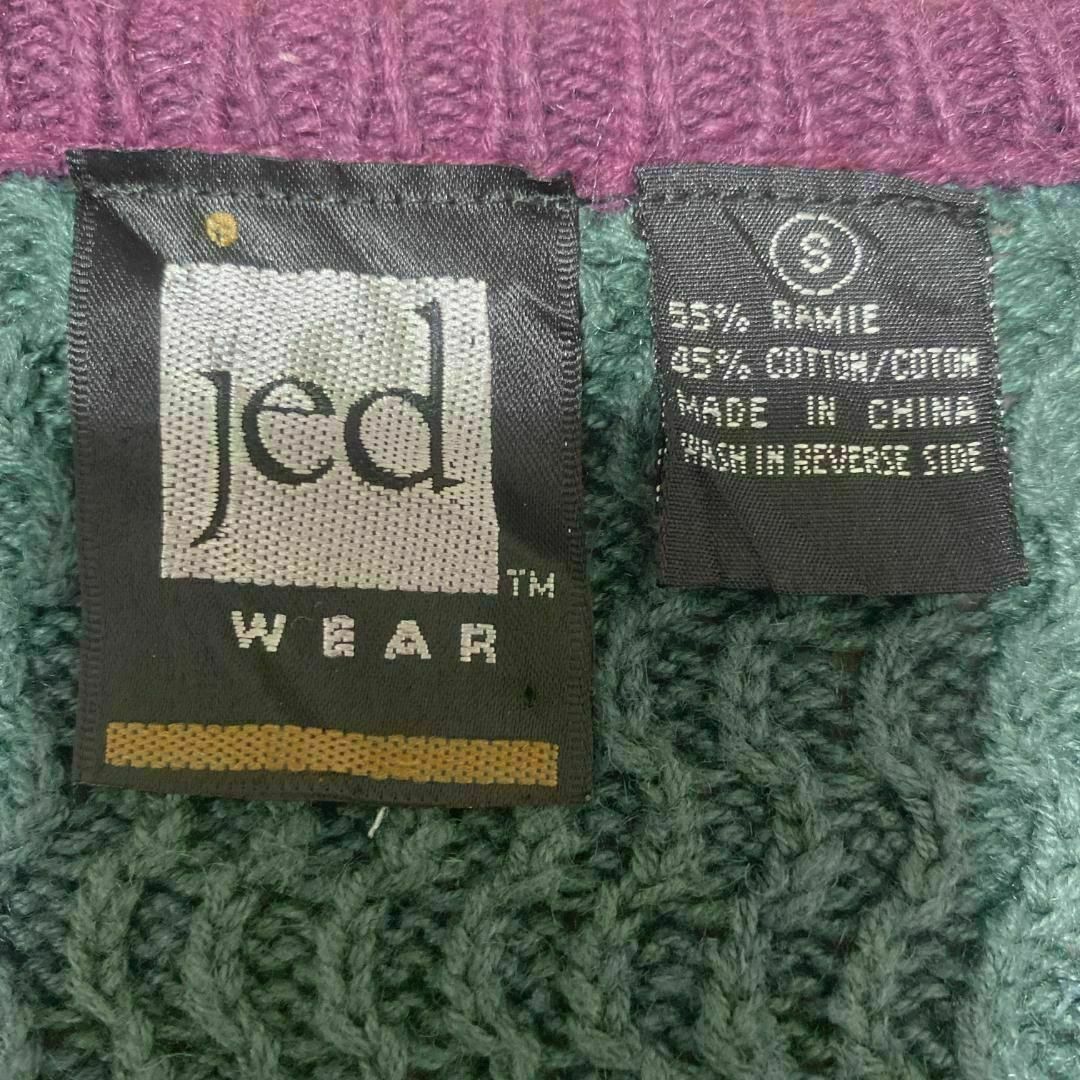 jed
TM
WEAR
S
55% RAMIE
45% COTTON/COTON
MADE IN CHINA
WASH IN REVERSE SIDE